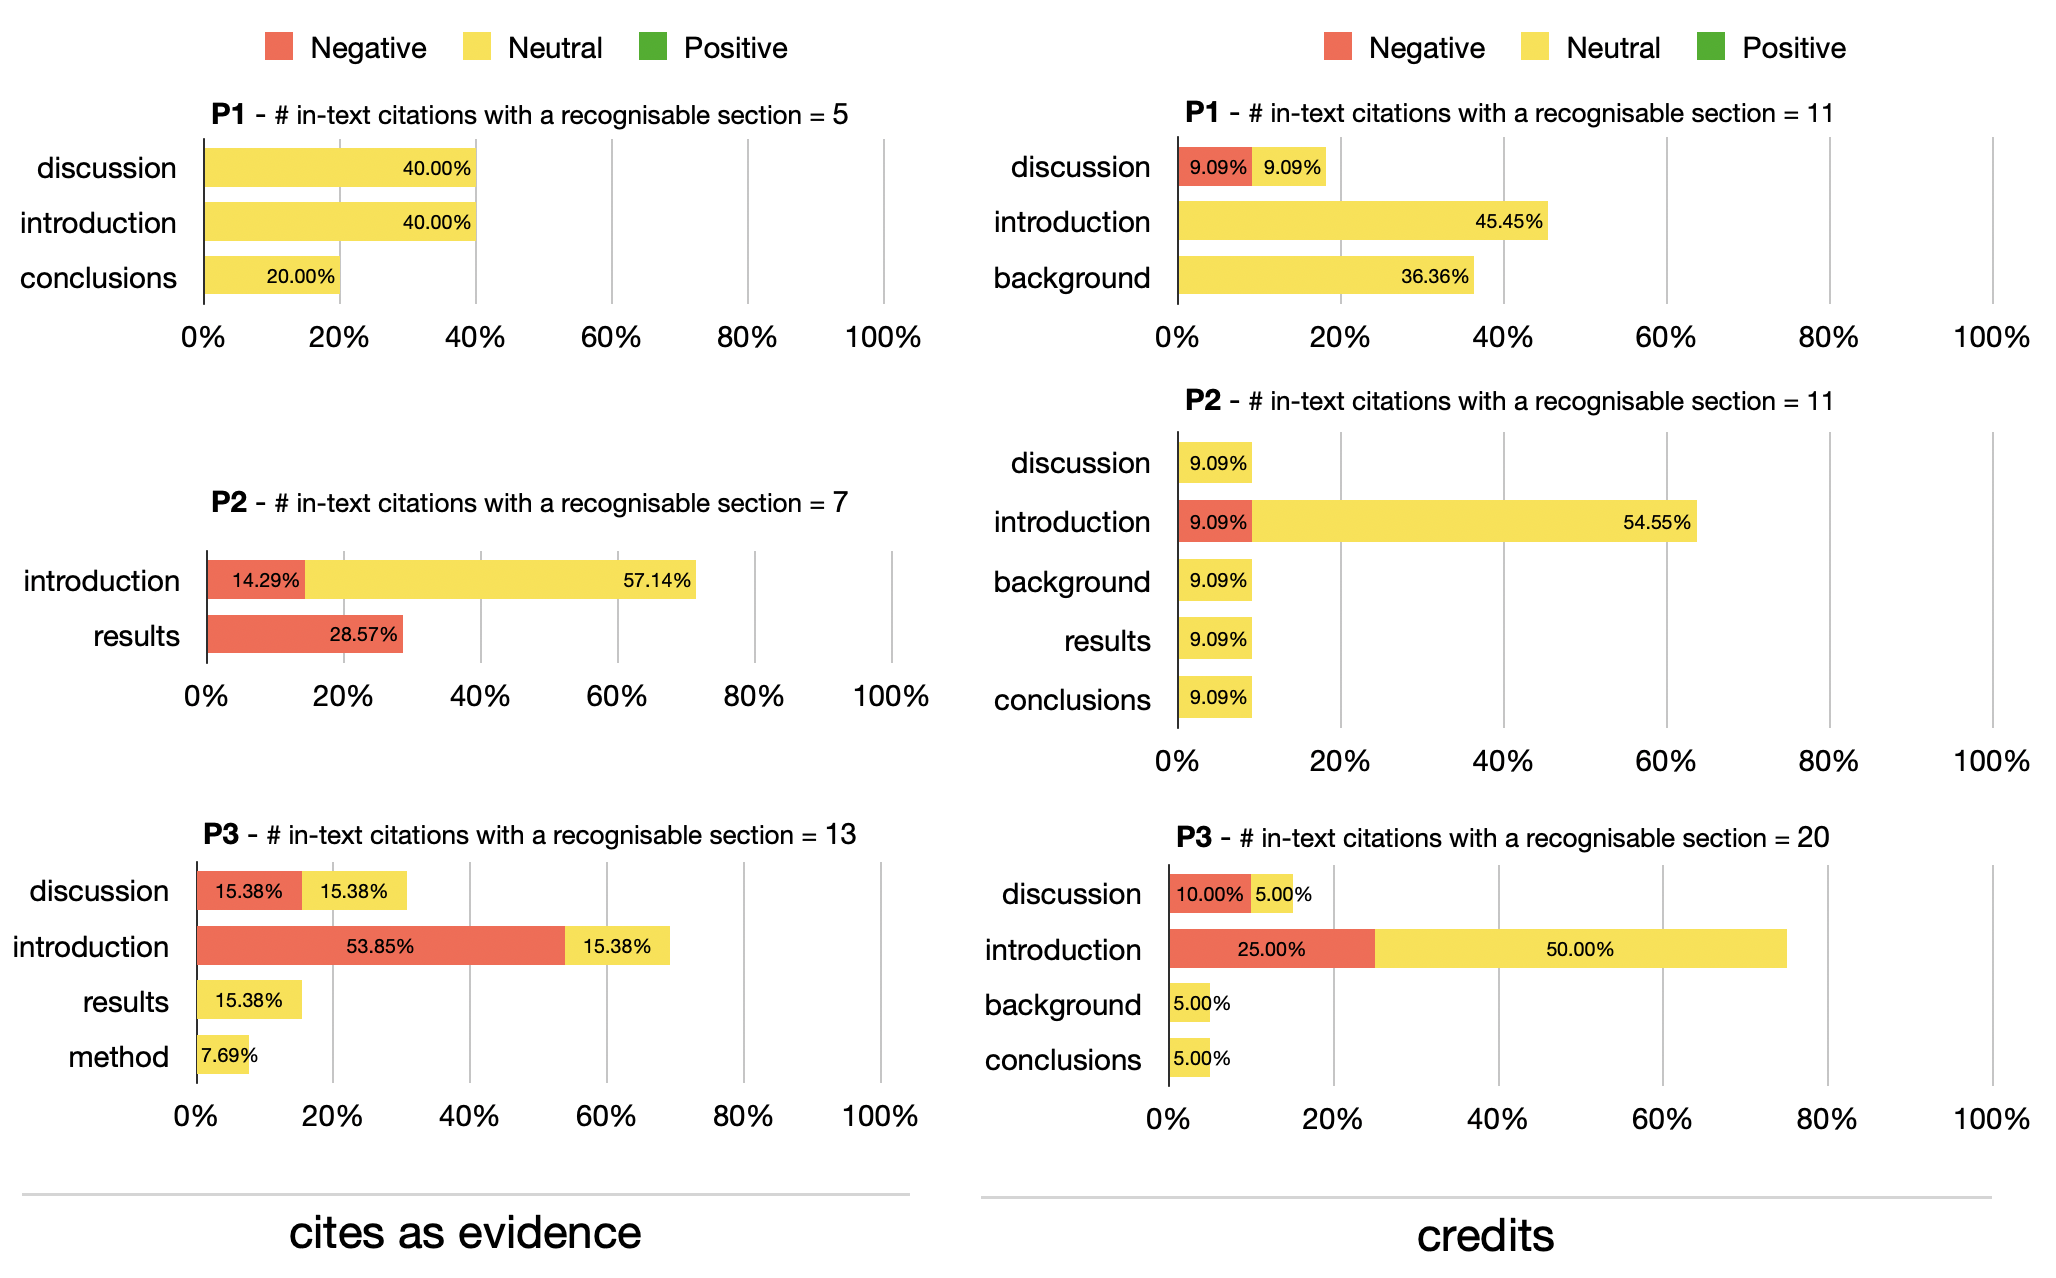 Negative Neutral Positive
P1 - # in-text citations with a recognisable section = 5
discussion 40.00%
introduction 40.00%
conclusions 20.00%
0% 20% 40% 60% 80% 100%
P2 - # in-text citations with a recognisable section = 7
introduction 14.29% 57.14%
results 28.57%
0% 20% 40% 60% 80% 100%
P3 - # in-text citations with a recognisable section = 13
discussion 15.38% 15.38%
introduction 53.85% 15.38%
results 15.38%
method 7.69%
0% 20% 40% 60% 80% 100%
cites as evidence
Negative Neutral Positive
P1 - # in-text citations with a recognisable section = 11
discussion 9.09% 9.09%
introduction 45.45%
background 36.36%
0% 20% 40% 60% 80% 100%
P2 - # in-text citations with a recognisable section = 11
discussion 9.09%
introduction 9.09% 54.55%
background 9.09%
results 9.09%
conclusions 9.09%
0% 20% 40% 60% 80% 100%
P3 - # in-text citations with a recognisable section = 20
discussion 10.00% 5.00%
introduction 25.00% 50.00%
background 5.00%
conclusions 5.00%
0% 20% 40% 60% 80% 100%
credits